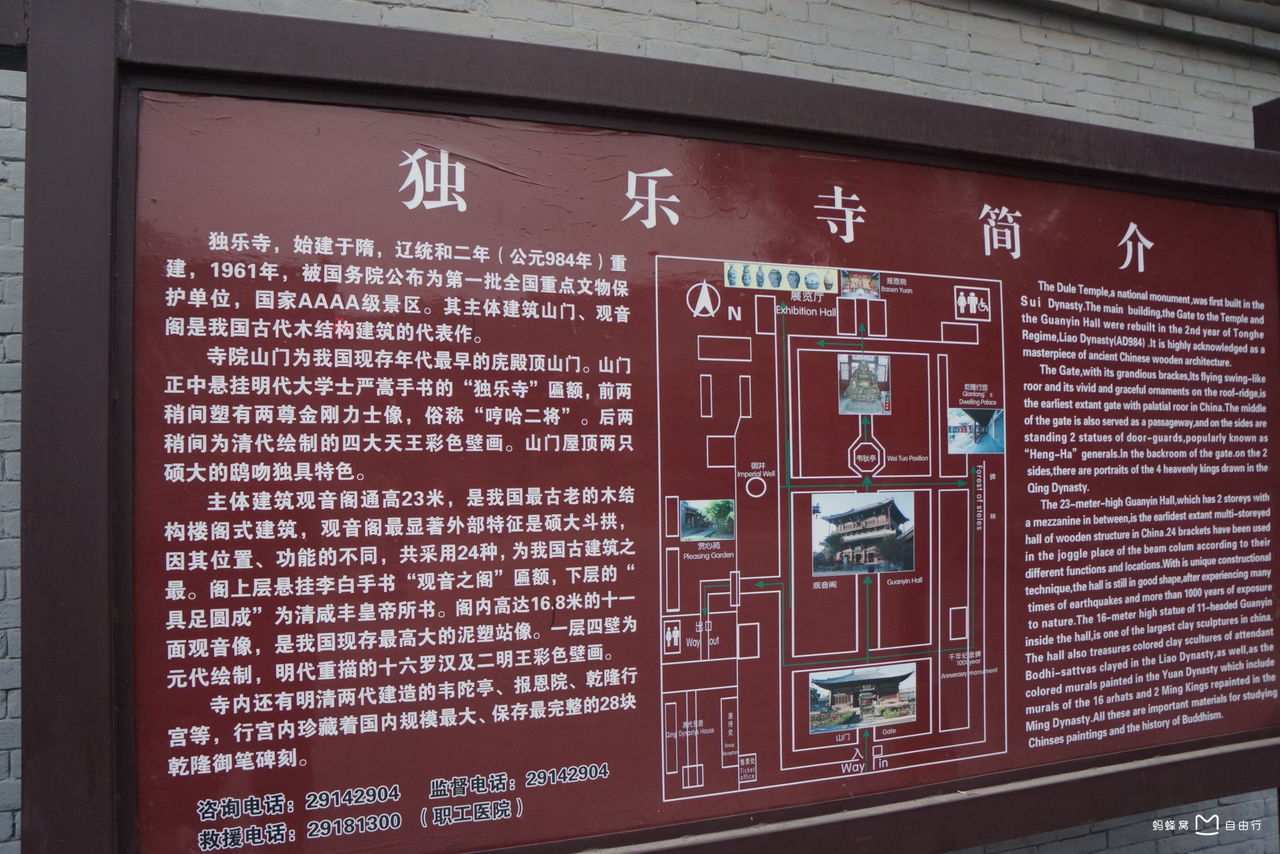 独乐寺简介
独乐寺，始建于隋，辽统和二年（公元984年）重
建，1961年，被国务院公布为第一批全国重点文物保
护单位，国家AAAA级景区。其主体建筑山门、观音
阁是我国古代木结构建筑的代表作。
寺院山门为我国现存年代最早的庑殿顶山门。山门
正中悬挂明代大学士严嵩手书的“独乐寺”匾额，前两
稍间塑有两尊金刚力士像，俗称“哼哈二将”。后两
稍间为清代绘制的四大天王彩色壁画。山门屋顶两只
硕大的鸱吻独具特色。
主体建筑观音阁通高23米，是我国最古老的木结
构楼阁式建筑，观音阁最显著外部特征是硕大斗拱，
因其位置、功能的不同，共采用24种，为我国古建筑之
最。阁上层悬挂李白手书“观音之阁”匾额，下层的“
具足圆成”为清咸丰皇帝所书。阁内高达16.8米的十一
面观音像，是我国现存最高大的泥塑站像。一层四壁为
元代绘制，明代重描的十六罗汉及二明王彩色壁画。
寺内还有明清两代建造的韦陀亭、报恩院、乾隆行
宫等，行宫内珍藏着国内规模最大、保存最完整的28块
乾隆御笔碑刻。
咨询电话：29142904 监督电话：29142904
救援电话：29181300 （职工医院）
展览厅
Exhibition Hall
报恩院
Baoen Yuan
N
乾隆行宫
Qianlong's
Dwelling Palace
韦驮亭
Wei Tuo Pavilion
御井
Imperial Well
碑林
Forest of steles
赏心苑
Pleasing Garden
观音阁
Guanyin Hall
出口
Way out
千年纪念碑
1000year
Anniversary monument
Qing Dynastys House
接待处
Group Reception
售票处
Ticket
office
山门
Gate
入口
Way in
The Dule Temple,a national monument,was first built in the
Sui Dynasty.The main building,the Gate to the Temple and
the Guanyin Hall were rebuilt in the 2nd year of Tonghe
Regime,Liao Dynasty(AD984) .It is highly acknowledged as a
masterpiece of ancient Chinese wooden architecture.
The Gate,with its grandious brackes,Its flying swing-like
roor and its vivid and graceful ornaments on the roof-ridge,is
the earliest extant gate with palatial roor in China.The middle
of the gate is also served as a passageway,and on the sides are
standing 2 statues of door-guards,popularly known as
"Heng-Ha" generals.In the backroom of the gate.on the 2
sides,there are portraits of the 4 heavenly kings drawn in the
Qing Dynasty.
The 23-meter-high Guanyin Hall,which has 2 storeys with
a mezzanine in between,is the earlidest extant multi-storeyed
hall of wooden structure in China.24 brackets have been used
in the joggle place of the beam colum according to their
different functions and locations.With is unique constructional
technique,the hall is still in good shape,after experiencing many
times of earthquakes and more than 1000 years of exposure
to nature.The 16-meter high statue of 11-headed Guanyin
inside the hall,is one of the largest clay sculptures in china.
The hall also treasures colored clay scultures of attendant
Bodhi-sattvas clayed in the Liao Dynasty,as well,as the
colored murals painted in the Yuan Dynasty which include
murals of the 16 arhats and 2 Ming Kings repainted in the
Ming Dynasty.All these are important materials for studying
Chinses paintings and the history of Buddhism.
蚂蜂窝 自由行